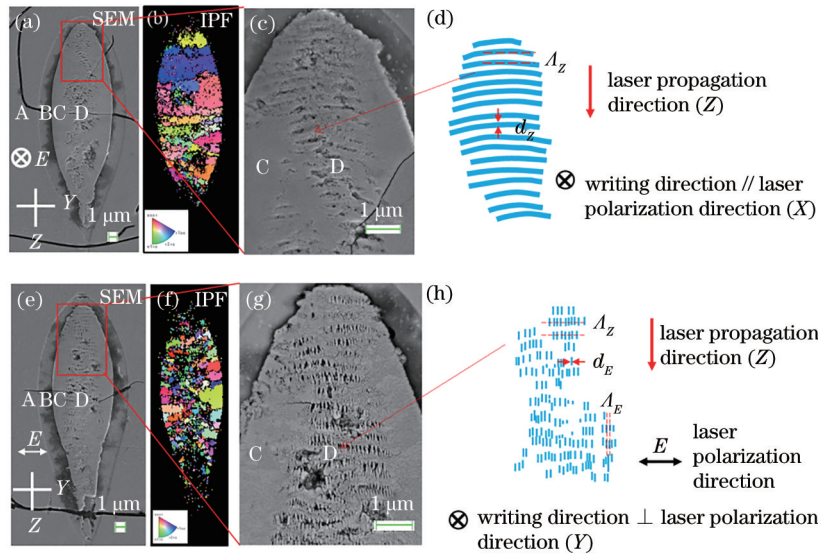 (a)
SEM
A BC D
E
Y
Z
1 μm
(b)
IPF
(c)
C
D
1 μm
(d)
Λ_Z
d_Z
laser propagation
direction (Z)
writing direction // laser
polarization direction (X)
(e)
SEM
A BC D
E
Y
Z
1 μm
(f)
IPF
(g)
C
D
1 μm
(h)
Λ_Z
d_E
Λ_E
laser propagation
direction (Z)
E
laser
polarization
direction
writing direction ⊥ laser polarization
direction (Y)